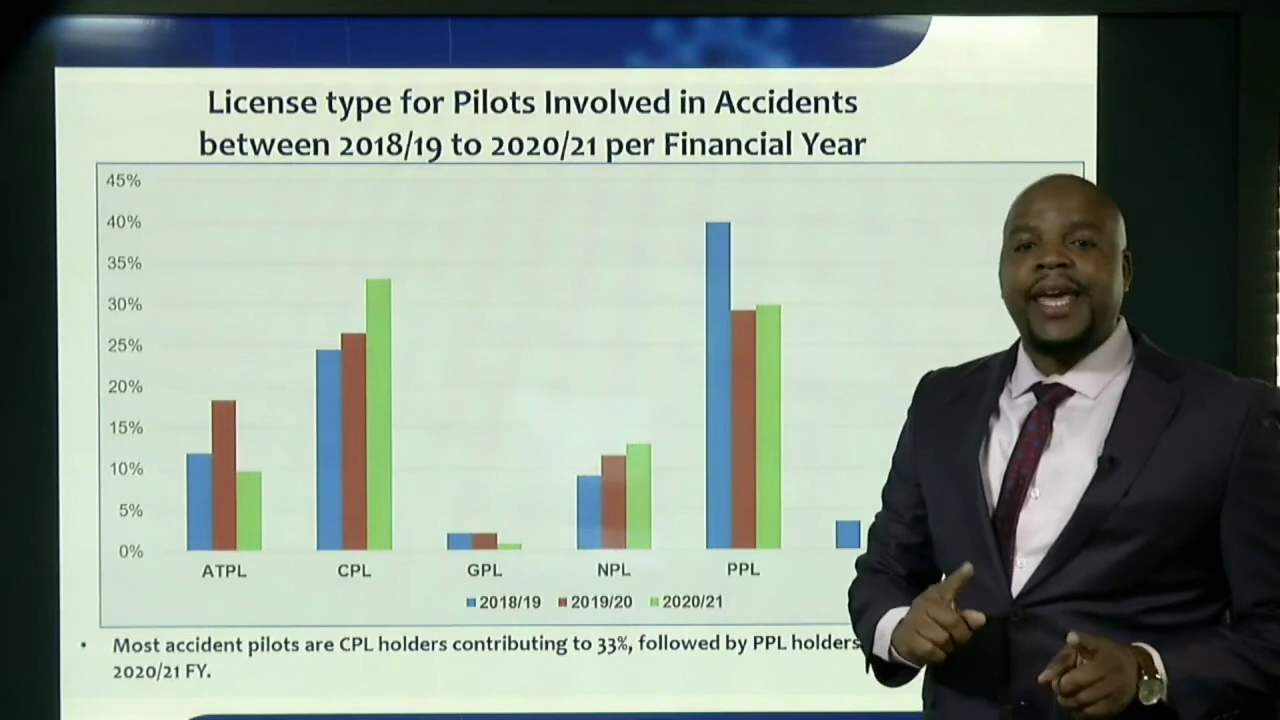 License type for Pilots Involved in Accidents
between 2018/19 to 2020/21 per Financial Year
45%
40%
35%
30%
25%
20%
15%
10%
5%
0%
ATPL CPL GPL NPL PPL
2018/19 2019/20 2020/21
• Most accident pilots are CPL holders contributing to 33%, followed by PPL holders
2020/21 FY.